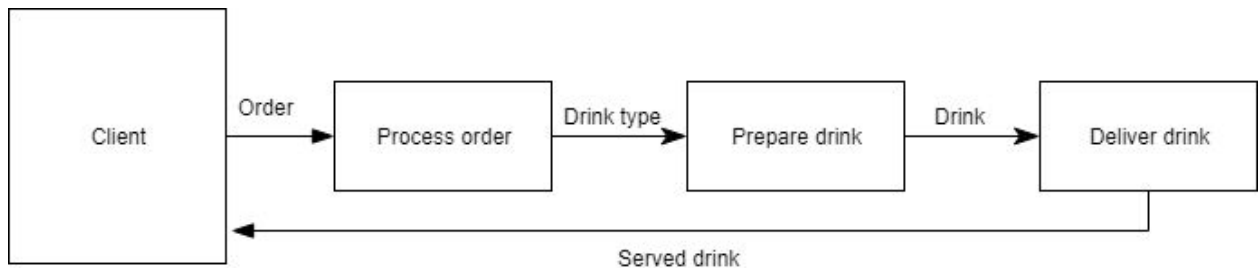 Client
Order
Process order
Drink type
Prepare drink
Drink
Deliver drink
Served drink